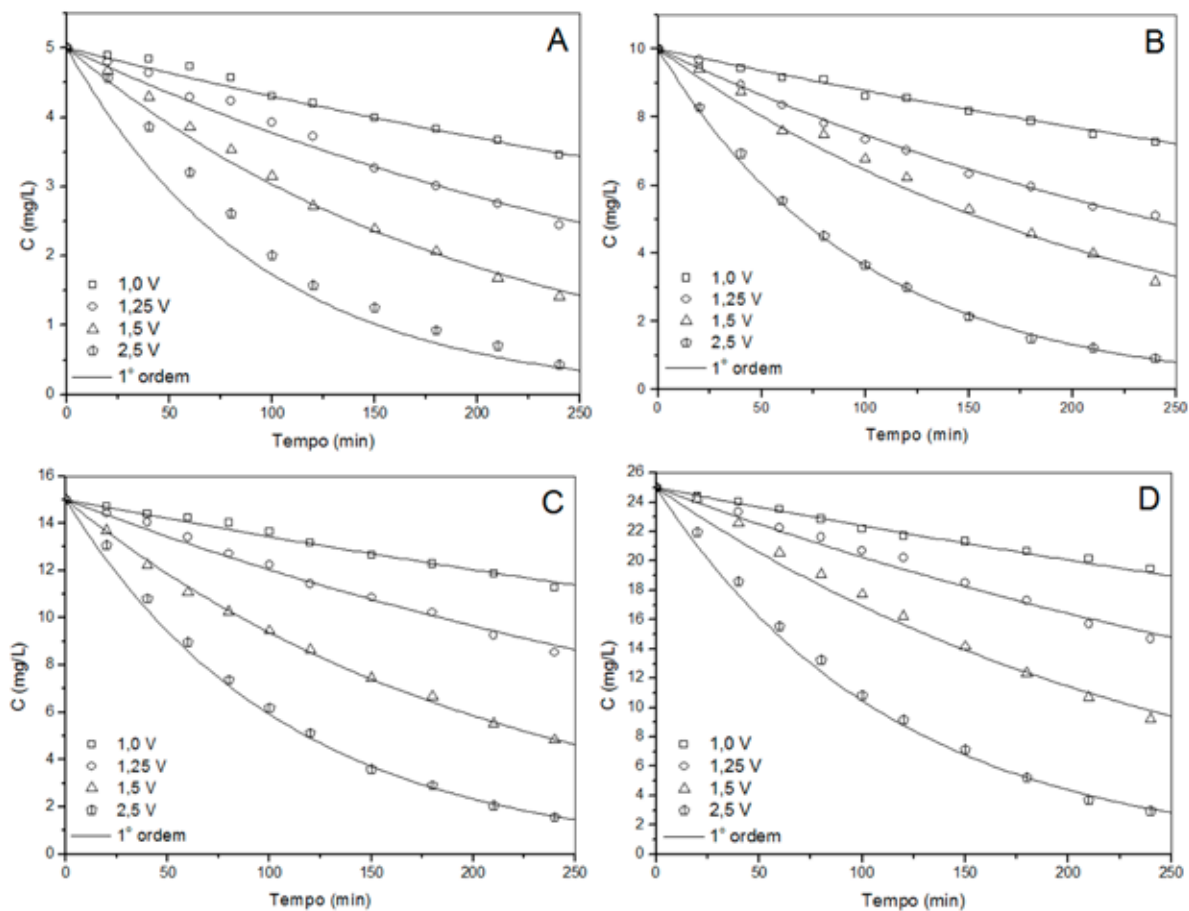 A
C (mg/L)
5
4
3
2
1
0
1,0 V
1,25 V
1,5 V
2,5 V
1° ordem
0 50 100 150 200 250
Tempo (min)
B
C (mg/L)
10
8
6
4
2
0
1,0 V
1,25 V
1,5 V
2,5 V
1° ordem
0 50 100 150 200 250
Tempo (min)
C
C (mg/L)
16
14
12
10
8
6
4
2
0
1,0 V
1,25 V
1,5 V
2,5 V
1° ordem
0 50 100 150 200 250
Tempo (min)
D
C (mg/L)
26
24
22
20
18
16
14
12
10
8
6
4
2
0
1,0 V
1,25 V
1,5 V
2,5 V
1° ordem
0 50 100 150 200 250
Tempo (min)